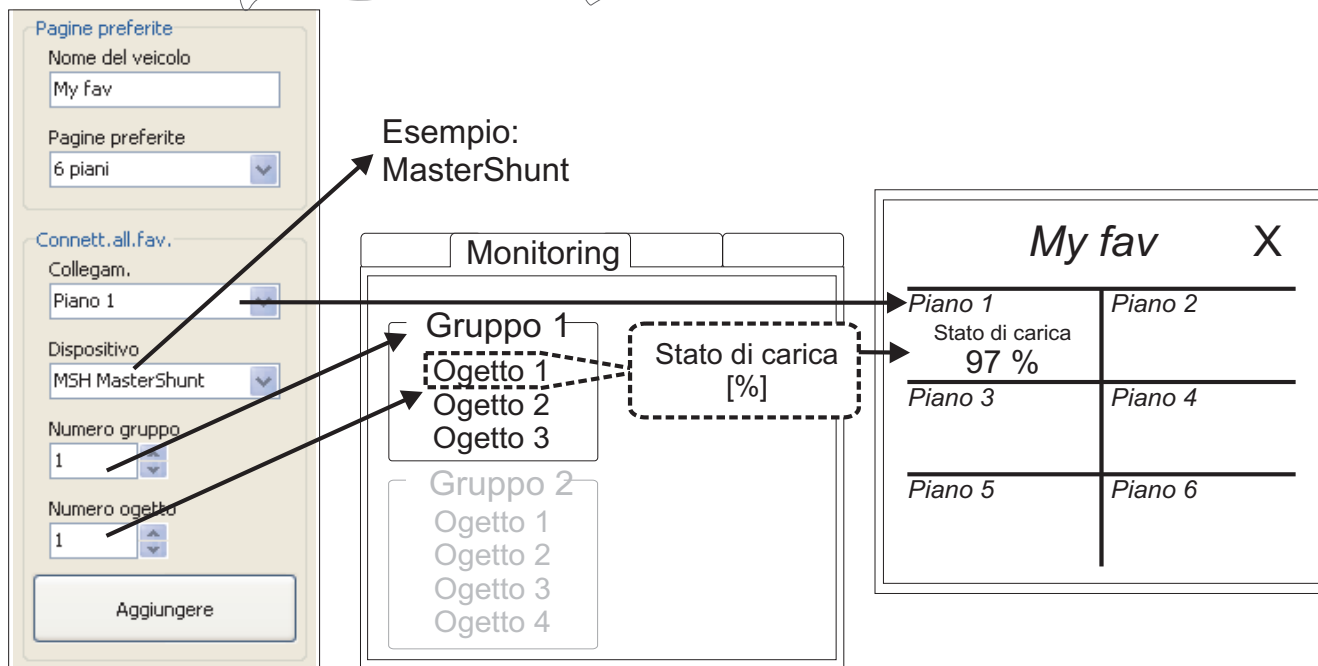 Pagine preferite
Nome del veicolo
My fav
Pagine preferite
6 piani
Connett.all.fav.
Collegam.
Piano 1
Dispositivo
MSH MasterShunt
Numero gruppo
1
Numero ogetto
1
Aggiungere
Esempio:
MasterShunt
Monitoring
Gruppo 1
Ogetto 1
Ogetto 2
Ogetto 3
Gruppo 2
Ogetto 1
Ogetto 2
Ogetto 3
Ogetto 4
Stato di carica
[%]
My fav X
Piano 1 Piano 2
Stato di carica
97 %
Piano 3 Piano 4
Piano 5 Piano 6